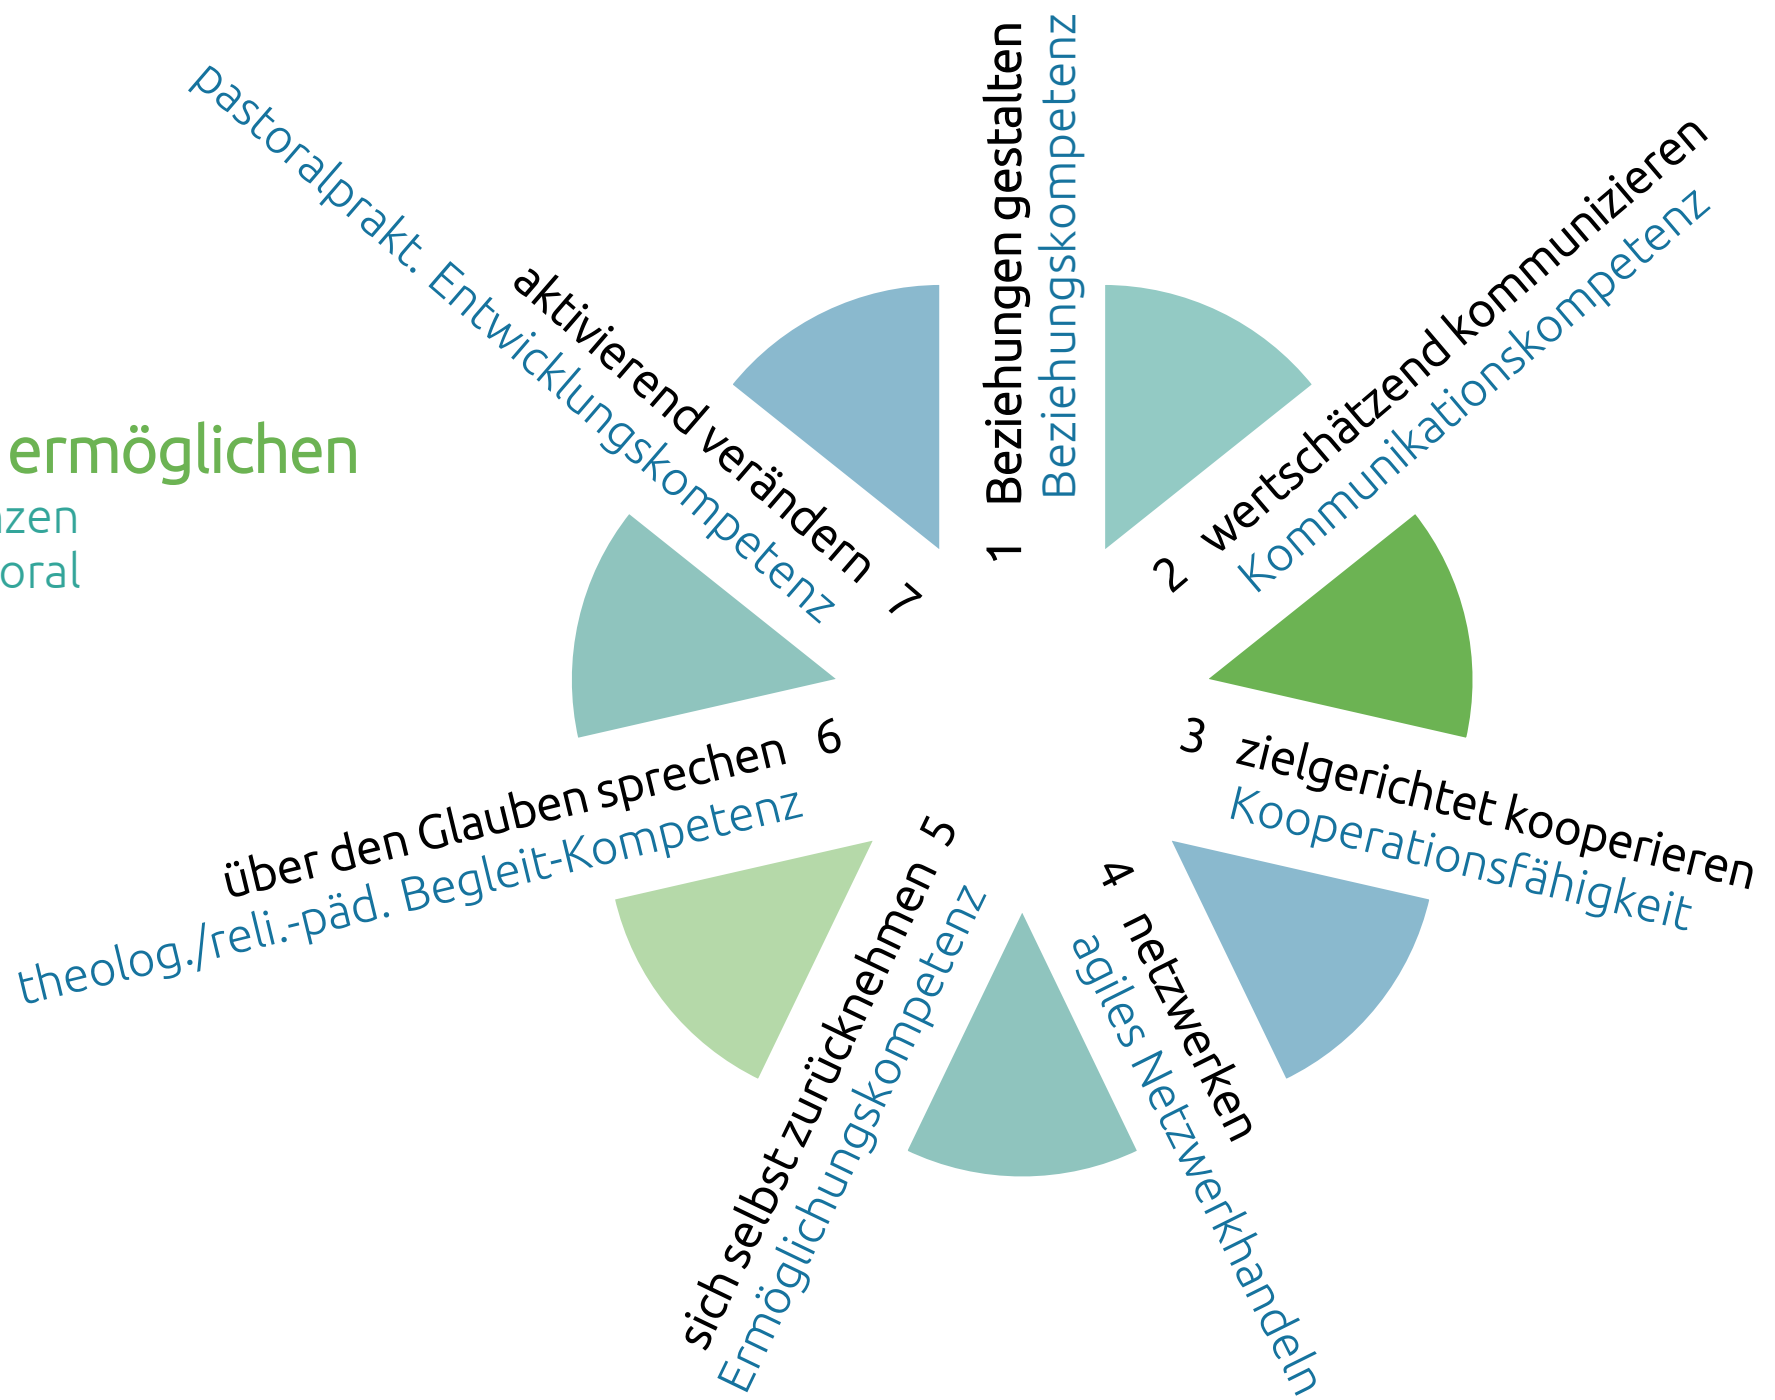 ermöglichen
oral
1 Beziehungen gestalten
Beziehungskompetenz
2 wertschätzend kommunizieren
Kommunikationskompetenz
3 zielgerichtet kooperieren
Kooperationsfähigkeit
4 netzwerken
agiles Netzwerkhandeln
5 sich selbst zurücknehmen
Ermöglichungskompetenz
6 über den Glauben sprechen
theolog./reli.-päd. Begleit-Kompetenz
7 aktivierend verändern
pastoralprakt. Entwicklungskompetenz